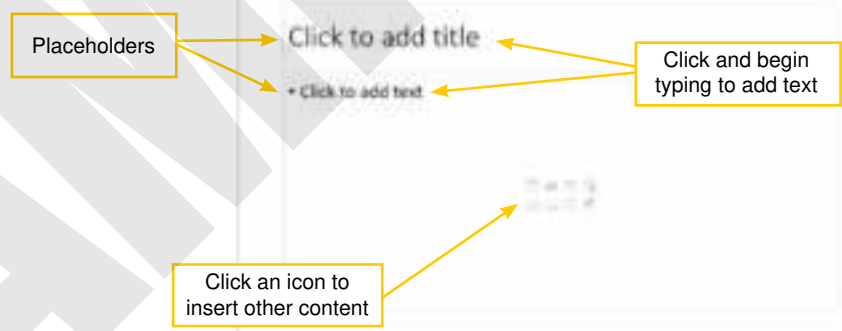 Placeholders
Click to add title
Click and begin
typing to add text
• Click to add text
Click an icon to
insert other content